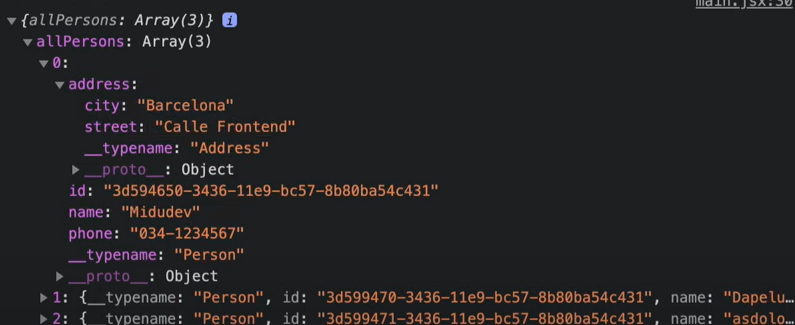 main.jsx:30
{allPersons: Array(3)} i
allPersons: Array(3)
0:
address:
city: "Barcelona"
street: "Calle Frontend"
__typename: "Address"
__proto__: Object
id: "3d594650-3436-11e9-bc57-8b80ba54c431"
name: "Midudev"
phone: "034-1234567"
__typename: "Person"
__proto__: Object
1: {__typename: "Person", id: "3d599470-3436-11e9-bc57-8b80ba54c431", name: "Dapelu…
2: {__typename: "Person", id: "3d599471-3436-11e9-bc57-8b80ba54c431", name: "asdolo…